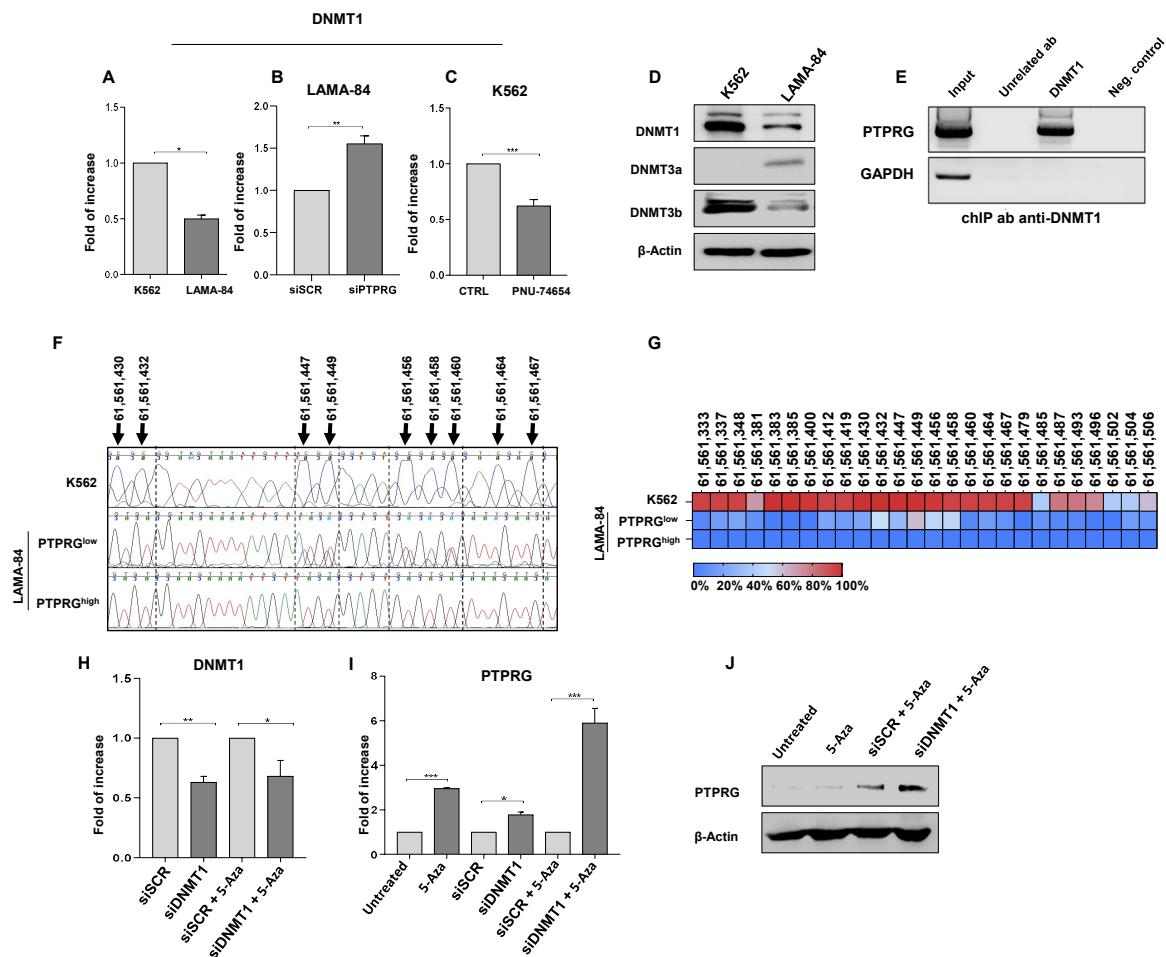 DNMT1
A
B
C
D
E
LAMA-84
K562
Fold of increase
1.5
1.0
0.5
0.0
*
K562
LAMA-84
Fold of increase
2.0
1.5
1.0
0.5
0.0
**
siSCR
siPTPRG
Fold of increase
1.5
1.0
0.5
0.0
***
CTRL
PNU-74654
K562
LAMA-84
DNMT1
DNMT3a
DNMT3b
β-Actin
Input
Unrelated ab
DNMT1
Neg. control
PTPRG
GAPDH
chIP ab anti-DNMT1
F
61,561,430
61,561,432
61,561,447
61,561,449
61,561,456
61,561,458
61,561,460
61,561,464
61,561,467
K562
LAMA-84
PTPRGlow
PTPRGhigh
G
61,561,333
61,561,337
61,561,348
61,561,381
61,561,383
61,561,385
61,561,400
61,561,412
61,561,419
61,561,430
61,561,432
61,561,447
61,561,449
61,561,456
61,561,458
61,561,460
61,561,464
61,561,467
61,561,479
61,561,485
61,561,487
61,561,493
61,561,496
61,561,502
61,561,504
61,561,506
K562
LAMA-84
PTPRGlow
PTPRGhigh
0% 20% 40% 60% 80% 100%
H
DNMT1
Fold of increase
1.5
1.0
0.5
0.0
**
*
siSCR
siDNMT1
siSCR + 5-Aza
siDNMT1 + 5-Aza
I
PTPRG
Fold of increase
8
6
4
2
0
***
*
***
Untreated
5-Aza
siSCR
siDNMT1
siSCR + 5-Aza
siDNMT1 + 5-Aza
J
Untreated
5-Aza
siSCR + 5-Aza
siDNMT1 + 5-Aza
PTPRG
β-Actin